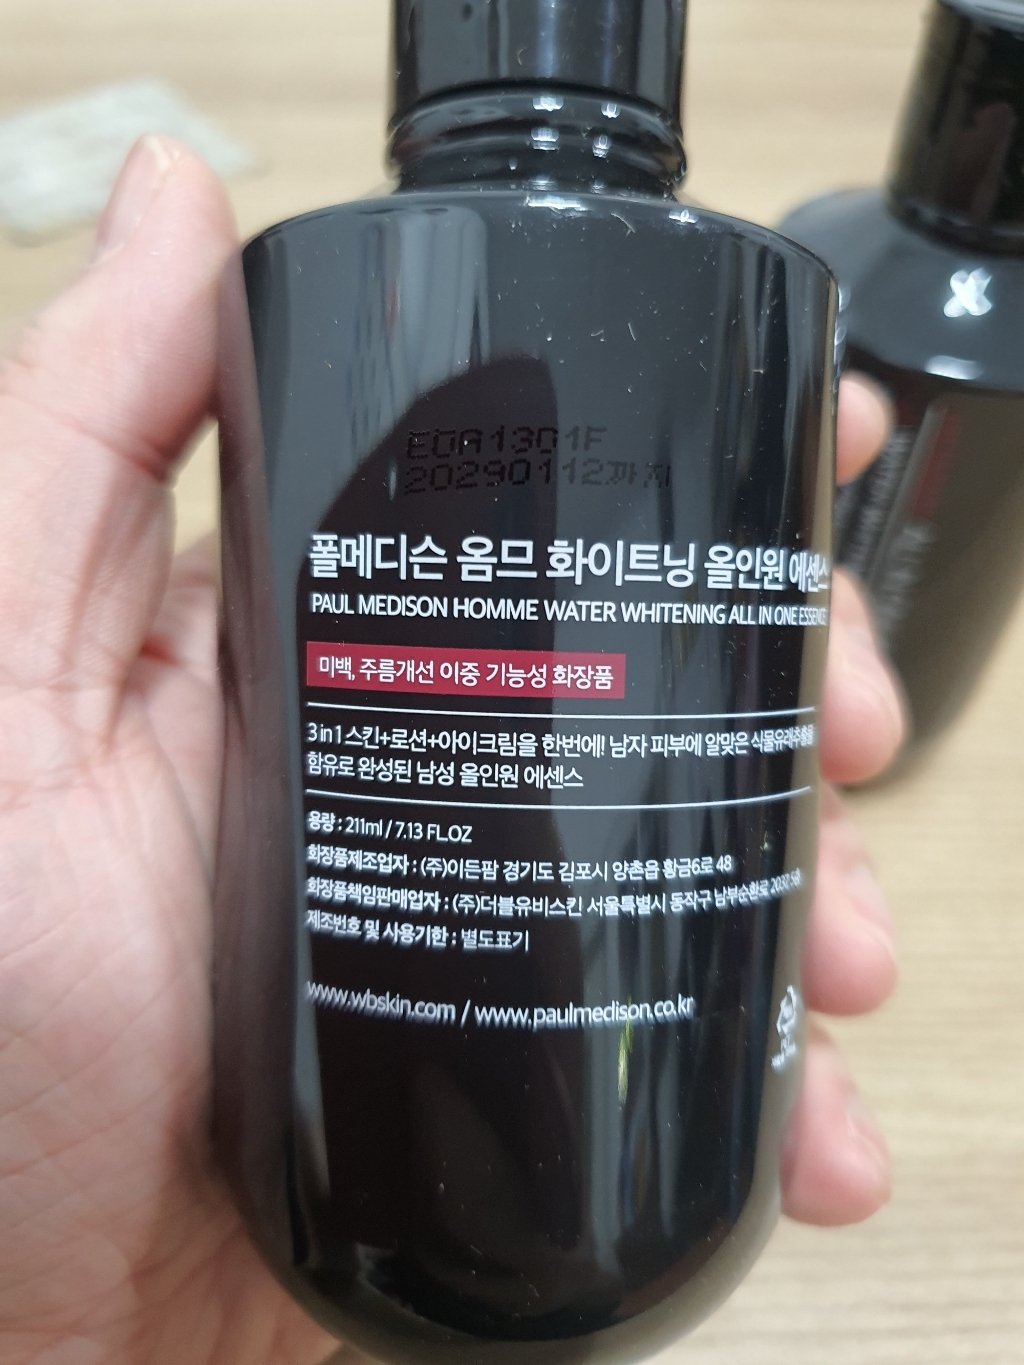 EOA1301F
20290112까지
폴메디슨 옴므 화이트닝 올인원 에센스
PAUL MEDISON HOMME WATER WHITENING ALL IN ONE ESSENCE
미백, 주름개선 이중 기능성 화장품
3 in 1 스킨+로션+아이크림을 한번에! 남자 피부에 알맞은 식물유래추출물
함유로 완성된 남성 올인원 에센스
용량 : 211ml / 7.13 FL.OZ
화장품제조업자 : (주)이든팜 경기도 김포시 양촌읍 황금6로 48
화장품책임판매업자 : (주)더블유비스킨 서울특별시 동작구 남부순환로 2037, 5층
제조번호 및 사용기한 : 별도표기
www.wbskin.com / www.paulmedison.co.kr